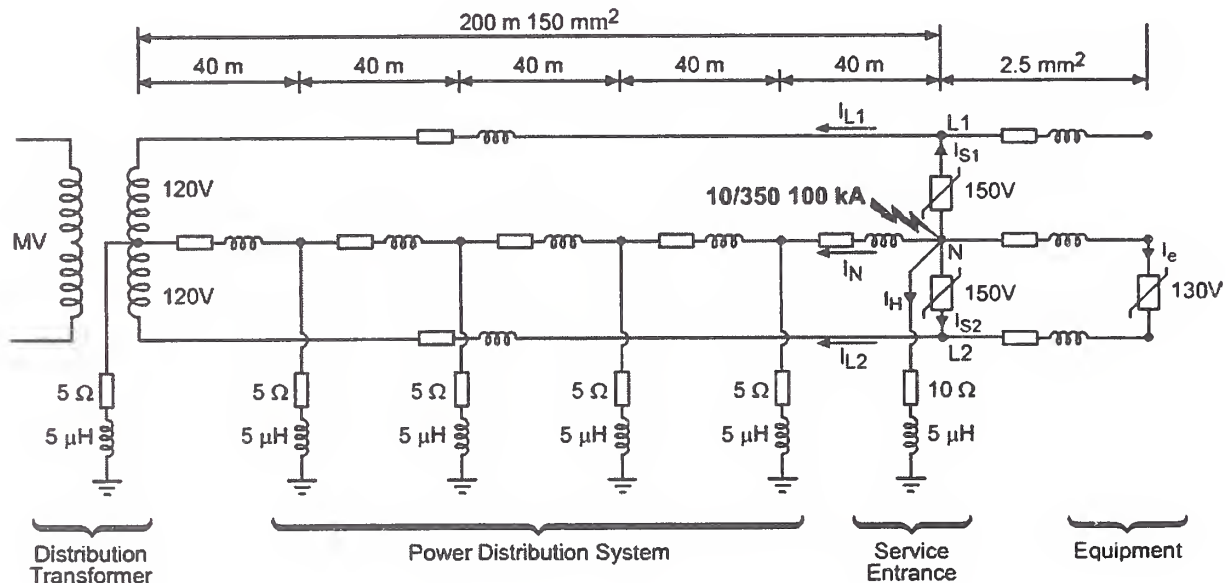 200 m 150 mm²
40 m 40 m 40 m 40 m 40 m 2.5 mm²
I_L1 L1
I_S1
120V 150V
10/350 100 kA
MV N I_e
I_N
120V I_H 150V 130V
I_S2
I_L2 L2
5 Ω 5 Ω 5 Ω 5 Ω 5 Ω 10 Ω
5 μH 5 μH 5 μH 5 μH 5 μH 5 μH
Distribution Transformer
Power Distribution System
Service Entrance
Equipment